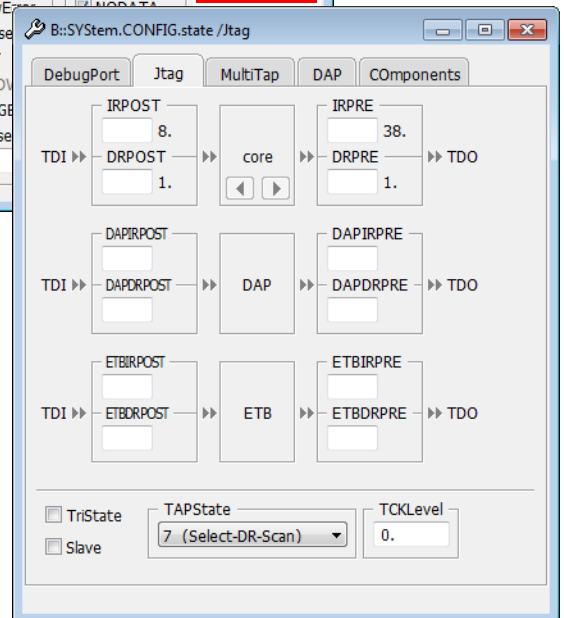 NODATA
B::SYStem.CONFIG.state /Jtag
DebugPort Jtag MultiTap DAP COmponents
IRPOST IRPRE
8. 38.
TDI DRPOST core DRPRE TDO
1. 1.
DAPIRPOST DAPIRPRE
TDI DAPDRPOST DAP DAPDRPRE TDO
ETBIRPOST ETBIRPRE
TDI ETBDRPOST ETB ETBDRPRE TDO
TriState TAPState TCKLevel
7 (Select-DR-Scan) 0.
Slave